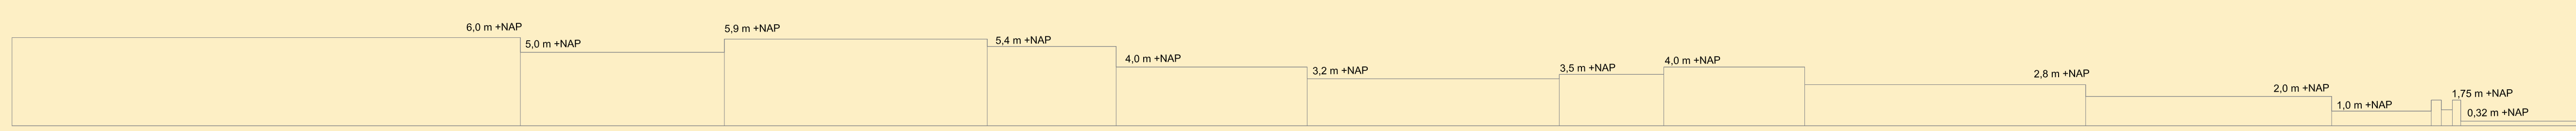 6,0 m +NAP
5,0 m +NAP
5,9 m +NAP
5,4 m +NAP
4,0 m +NAP
3,2 m +NAP
3,5 m +NAP
4,0 m +NAP
2,8 m +NAP
2,0 m +NAP
1,0 m +NAP
1,75 m +NAP
0,32 m +NAP